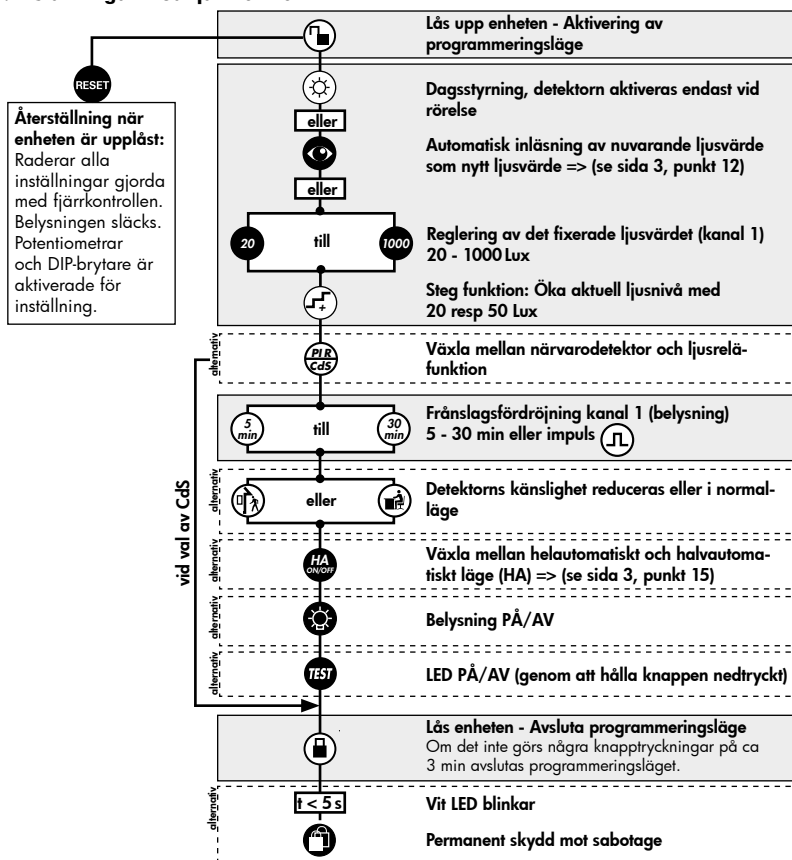 Lås upp enheten - Aktivering av
programmeringsläge
RESET
Återställning när
enheten är upplåst:
Raderar alla
inställningar gjorda
med fjärrkontrollen.
Belysningen släcks.
Potentiometrar
och DIP-brytare är
aktiverade för
inställning.
Dagsstyrning, detektorn aktiveras endast vid
rörelse
eller
Automatisk inläsning av nuvarande ljusvärde
som nytt ljusvärde => (se sida 3, punkt 12)
eller
20 till 1000
Reglering av det fixerade ljusvärdet (kanal 1)
20 - 1000 Lux
Steg funktion: Öka aktuell ljusnivå med
20 resp 50 Lux
alternativ
PIR
CdS
Växla mellan närvarodetektor och ljusrelä-
funktion
5
min
till
30
min
Frånslagsfördröjning kanal 1 (belysning)
5 - 30 min eller impuls
vid val av CdS
alternativ
eller
Detektorns känslighet reduceras eller i normal-
läge
alternativ
HA
ON/OFF
Växla mellan helautomatiskt och halvautoma-
tiskt läge (HA) => (se sida 3, punkt 15)
alternativ
Belysning PÅ/AV
alternativ
TEST
LED PÅ/AV (genom att hålla knappen nedtryckt)
Lås enheten - Avsluta programmeringsläge
Om det inte görs några knapptryckningar på ca
3 min avslutas programmeringsläget.
alternativ
t < 5 s
Vit LED blinkar
Permanent skydd mot sabotage